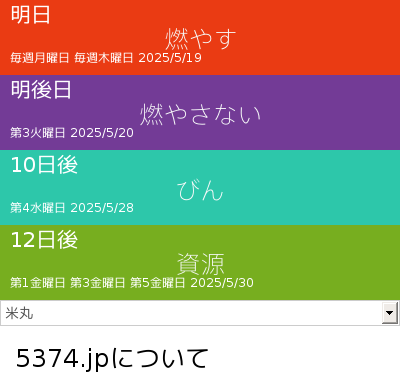 明日
燃やす
毎週月曜日 毎週木曜日 2025/5/19
明後日
燃やさない
第3火曜日 2025/5/20
10日後
びん
第4水曜日 2025/5/28
12日後
資源
第1金曜日 第3金曜日 第5金曜日 2025/5/30
米丸
5374.jpについて